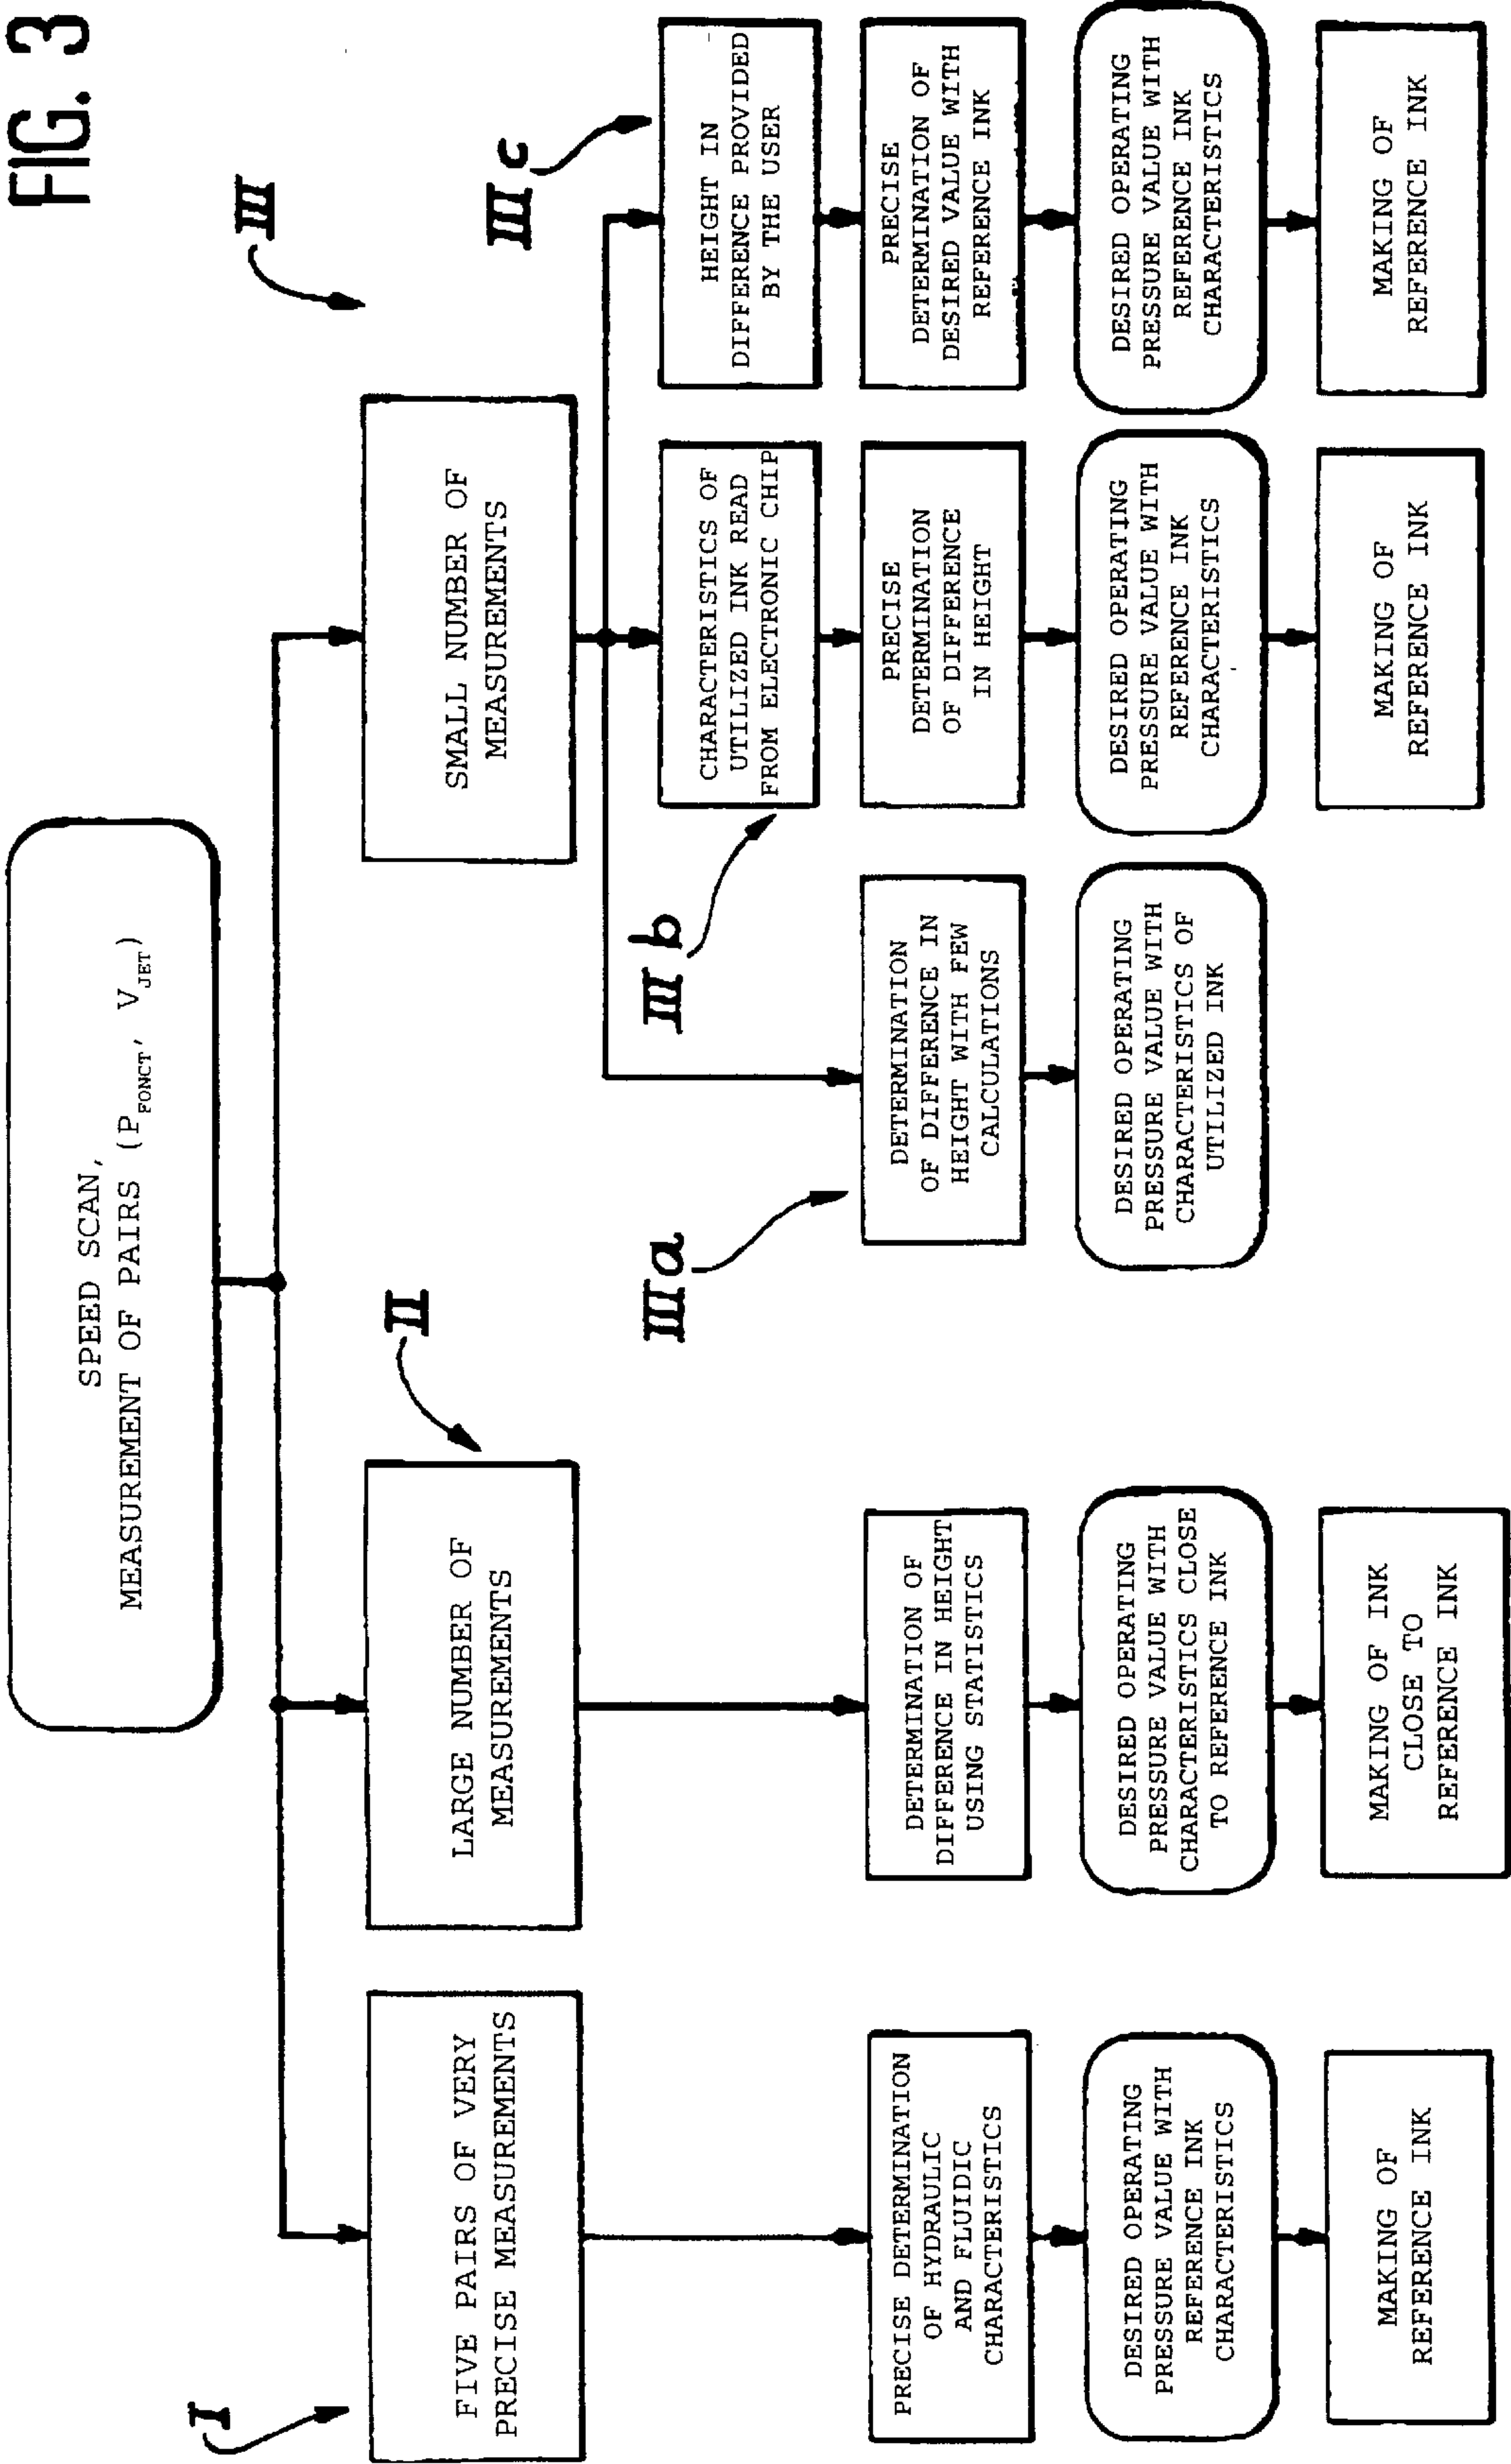 FIG. 3
SPEED SCAN,
MEASUREMENT OF PAIRS (P_FONCT, V_JET)
I
FIVE PAIRS OF VERY
PRECISE MEASUREMENTS
PRECISE DETERMINATION
OF HYDRAULIC
AND FLUIDIC
CHARACTERISTICS
DESIRED OPERATING
PRESSURE VALUE WITH
REFERENCE INK
CHARACTERISTICS
MAKING OF
REFERENCE INK
II
LARGE NUMBER OF
MEASUREMENTS
DETERMINATION OF
DIFFERENCE IN HEIGHT
USING STATISTICS
DESIRED OPERATING
PRESSURE VALUE WITH
CHARACTERISTICS CLOSE
TO REFERENCE INK
MAKING OF INK
CLOSE TO
REFERENCE INK
III
SMALL NUMBER OF
MEASUREMENTS
III a
DETERMINATION
OF DIFFERENCE IN
HEIGHT WITH FEW
CALCULATIONS
DESIRED OPERATING
PRESSURE VALUE WITH
CHARACTERISTICS OF
UTILIZED INK
III b
CHARACTERISTICS OF
UTILIZED INK READ
FROM ELECTRONIC CHIP
PRECISE
DETERMINATION
OF DIFFERENCE
IN HEIGHT
DESIRED OPERATING
PRESSURE VALUE WITH
REFERENCE INK
CHARACTERISTICS
MAKING OF
REFERENCE INK
III c
HEIGHT IN
DIFFERENCE PROVIDED
BY THE USER
PRECISE
DETERMINATION OF
DESIRED VALUE WITH
REFERENCE INK
DESIRED OPERATING
PRESSURE VALUE WITH
REFERENCE INK
CHARACTERISTICS
MAKING OF
REFERENCE INK